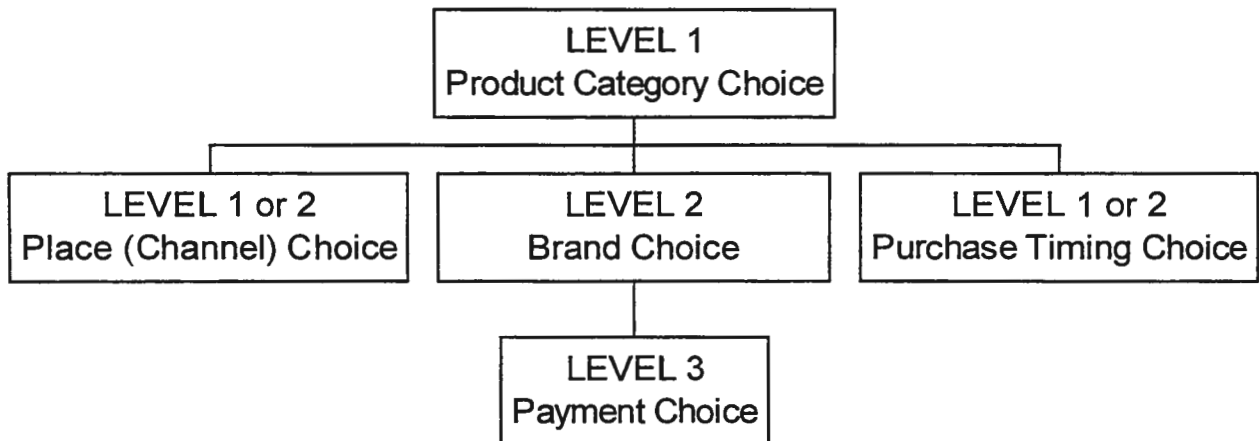 LEVEL 1
Product Category Choice
LEVEL 1 or 2
Place (Channel) Choice
LEVEL 2
Brand Choice
LEVEL 1 or 2
Purchase Timing Choice
LEVEL 3
Payment Choice